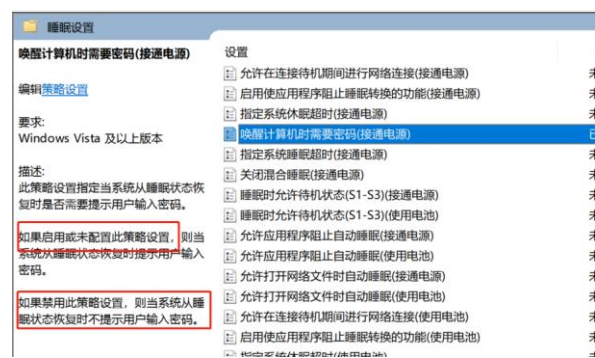 睡眠设置
唤醒计算机时需要密码(接通电源)
编辑策略设置
要求:
Windows Vista 及以上版本
描述:
此策略设置指定当系统从睡眠状态恢
复时是否需要提示用户输入密码。
如果启用或未配置此策略设置，则当
系统从睡眠状态恢复时提示用户输入
密码。
如果禁用此策略设置，则当系统从睡
眠状态恢复时不提示用户输入密码。
设置
允许在连接待机期间进行网络连接(接通电源)
启用使应用程序阻止睡眠转换的功能(接通电源)
指定系统休眠超时(接通电源)
唤醒计算机时需要密码(接通电源)
指定系统睡眠超时(接通电源)
关闭混合睡眠(接通电源)
睡眠时允许待机状态(S1-S3)(接通电源)
睡眠时允许待机状态(S1-S3)(使用电池)
允许应用程序阻止自动睡眠(接通电源)
允许应用程序阻止自动睡眠(使用电池)
允许打开网络文件时自动睡眠(接通电源)
允许打开网络文件时自动睡眠(使用电池)
允许在连接待机期间进行网络连接(使用电池)
启用使应用程序阻止睡眠转换的功能(使用电池)
指定系统休眠超时(使用电池)